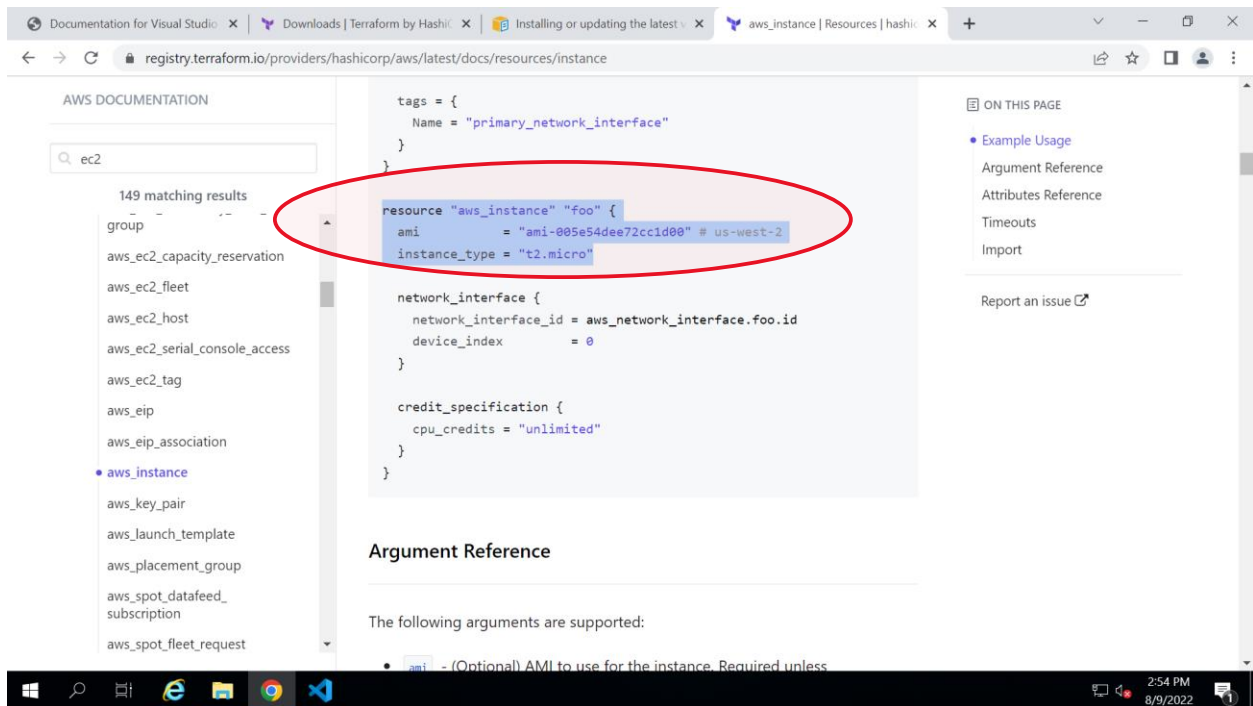 Documentation for Visual Studio
Downloads | Terraform by Hashi
Installing or updating the latest
aws_instance | Resources | hashic
registry.terraform.io/providers/hashicorp/aws/latest/docs/resources/instance
AWS DOCUMENTATION
ec2
149 matching results
group
aws_ec2_capacity_reservation
aws_ec2_fleet
aws_ec2_host
aws_ec2_serial_console_access
aws_ec2_tag
aws_eip
aws_eip_association
aws_instance
aws_key_pair
aws_launch_template
aws_placement_group
aws_spot_datafeed_
subscription
aws_spot_fleet_request
tags = {
Name = "primary_network_interface"
}
}
resource "aws_instance" "foo" {
ami = "ami-005e54dee72cc1d00" # us-west-2
instance_type = "t2.micro"
network_interface {
network_interface_id = aws_network_interface.foo.id
device_index = 0
}
credit_specification {
cpu_credits = "unlimited"
}
}
Argument Reference
The following arguments are supported:
• ami - (Optional) AMI to use for the instance. Required unless
ON THIS PAGE
Example Usage
Argument Reference
Attributes Reference
Timeouts
Import
Report an issue
2:54 PM
8/9/2022
1